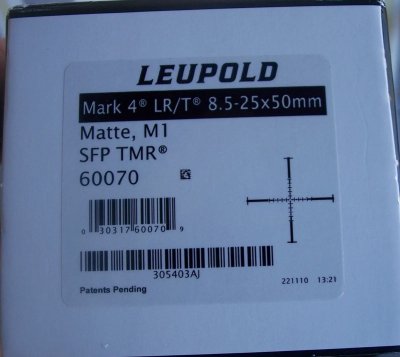 LEUPOLD
Mark 4® LR/T® 8.5-25x50mm
Matte, M1
SFP TMR®
60070
0 30317 60070 9
305403AJ
Patents Pending
221110 13:21